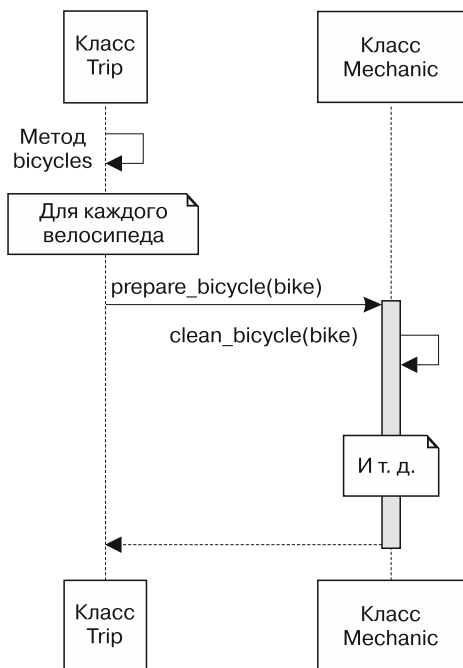 Класс
Trip
Класс
Mechanic
Метод
bicycles
Для каждого
велосипеда
prepare_bicycle(bike)
clean_bicycle(bike)
И т. д.
Класс
Trip
Класс
Mechanic